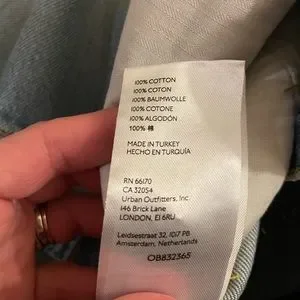 100% COTTON
100% COTON
100% BAUMWOLLE
100% COTONE
100% ALGODÓN
100% 棉
MADE IN TURKEY
HECHO EN TURQUÍA
RN 66170
CA 32054
Urban Outfitters, Inc
146 Brick Lane
LONDON, E1 6RU
Leidsestraat 32, 1017 PB
Amsterdam, Netherlands
OB832365